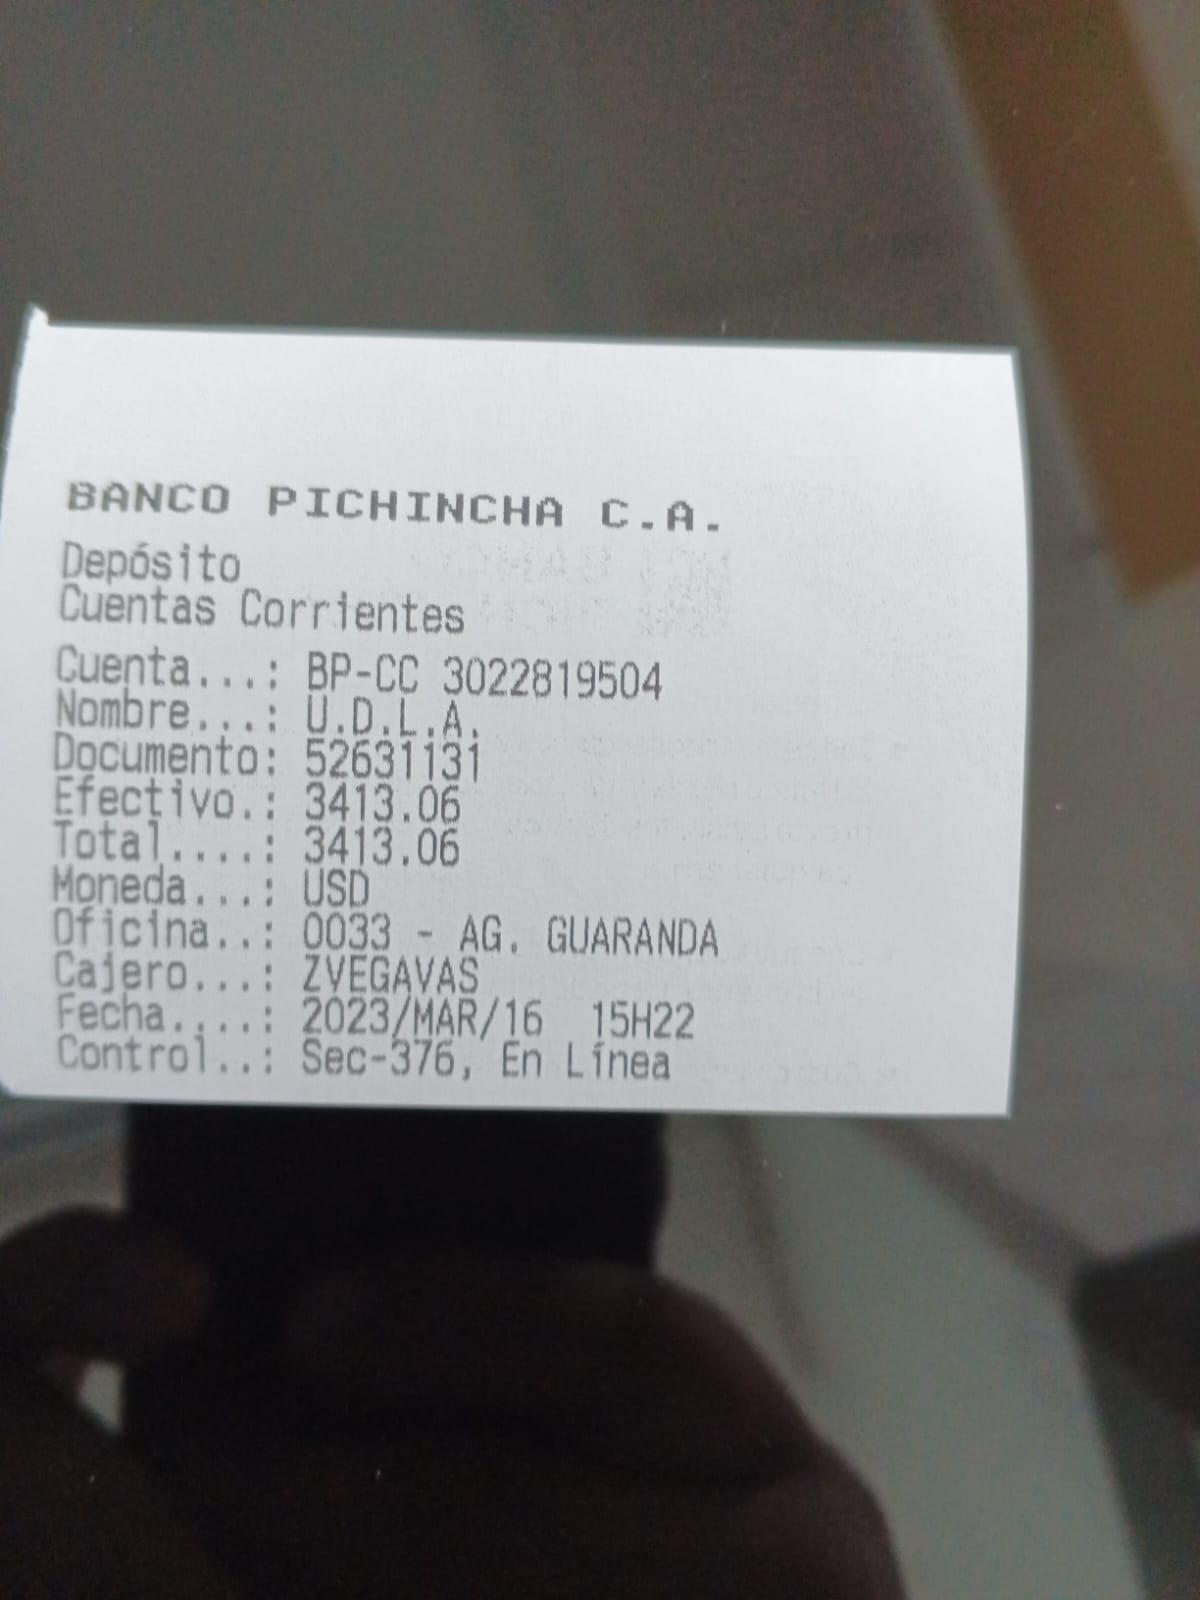 BANCO PICHINCHA C.A.
Depósito
Cuentas Corrientes
Cuenta...: BP-CC 3022819504
Nombre...: U.D.L.A.
Documento: 52631131
Efectivo.: 3413.06
Total....: 3413.06
Moneda...: USD
Oficina..: 0033 - AG. GUARANDA
Cajero...: ZVEGAVAS
Fecha....: 2023/MAR/16  15H22
Control..: Sec-376, En Línea